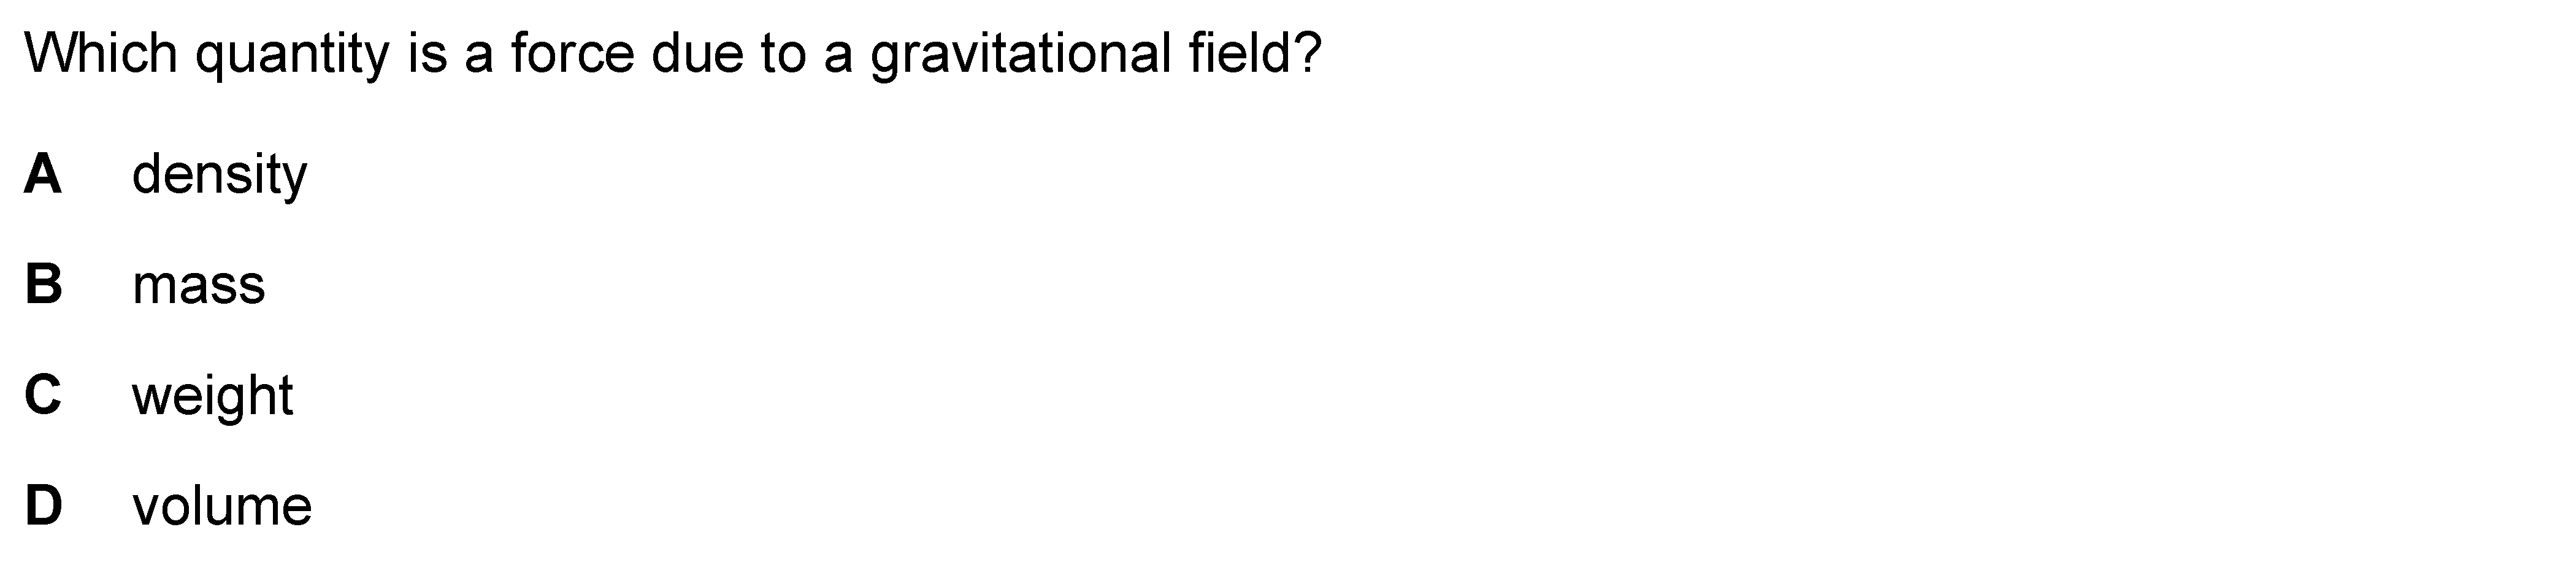 Which quantity is a force due to a gravitational field?
A density
B mass
C weight
D volume